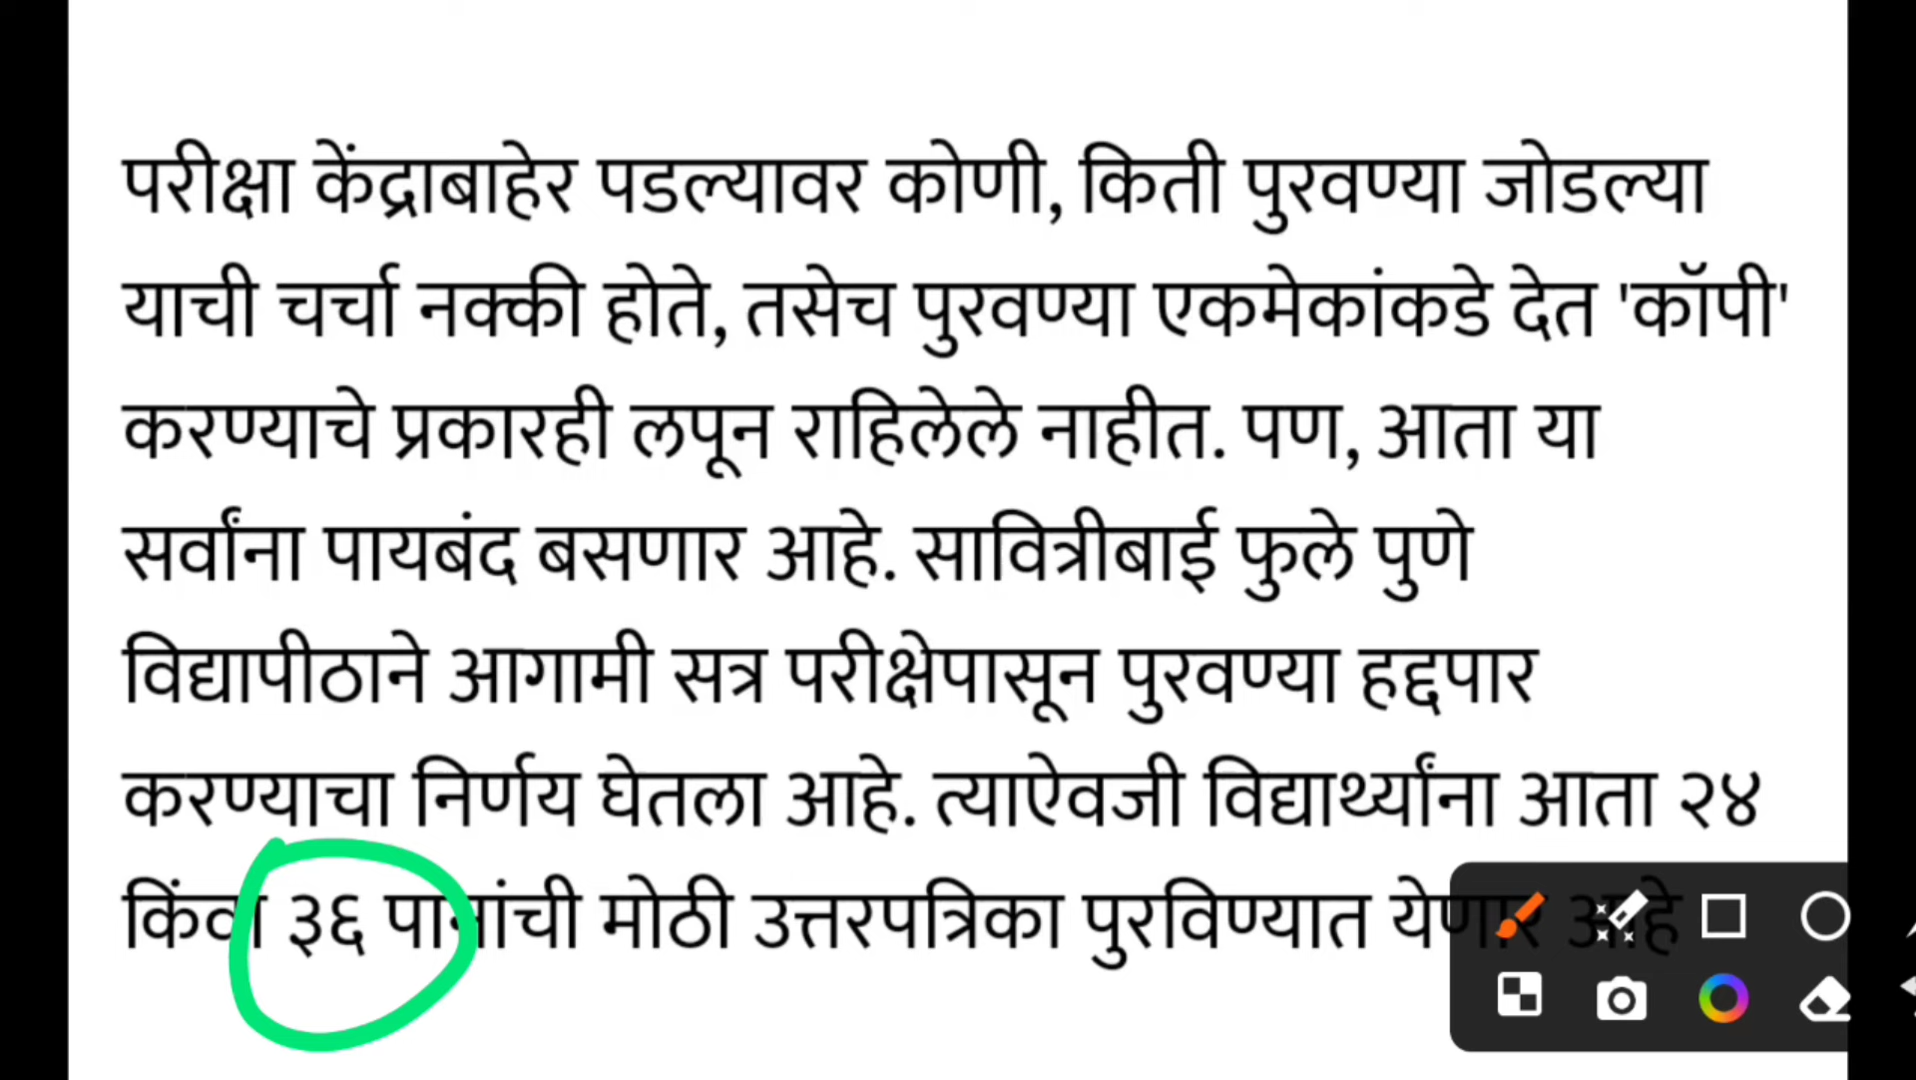 परीक्षा केंद्राबाहेर पडल्यावर कोणी, किती पुरवण्या जोडल्या
याची चर्चा नक्की होते, तसेच पुरवण्या एकमेकांकडे देत 'कॉपी'
करण्याचे प्रकारही लपून राहिलेले नाहीत. पण, आता या
सर्वांना पायबंद बसणार आहे. सावित्रीबाई फुले पुणे
विद्यापीठाने आगामी सत्र परीक्षेपासून पुरवण्या हद्दपार
करण्याचा निर्णय घेतला आहे. त्याऐवजी विद्यार्थ्यांना आता २४
किंवा ३६ पानांची मोठी उत्तरपत्रिका पुरविण्यात येणार आहे